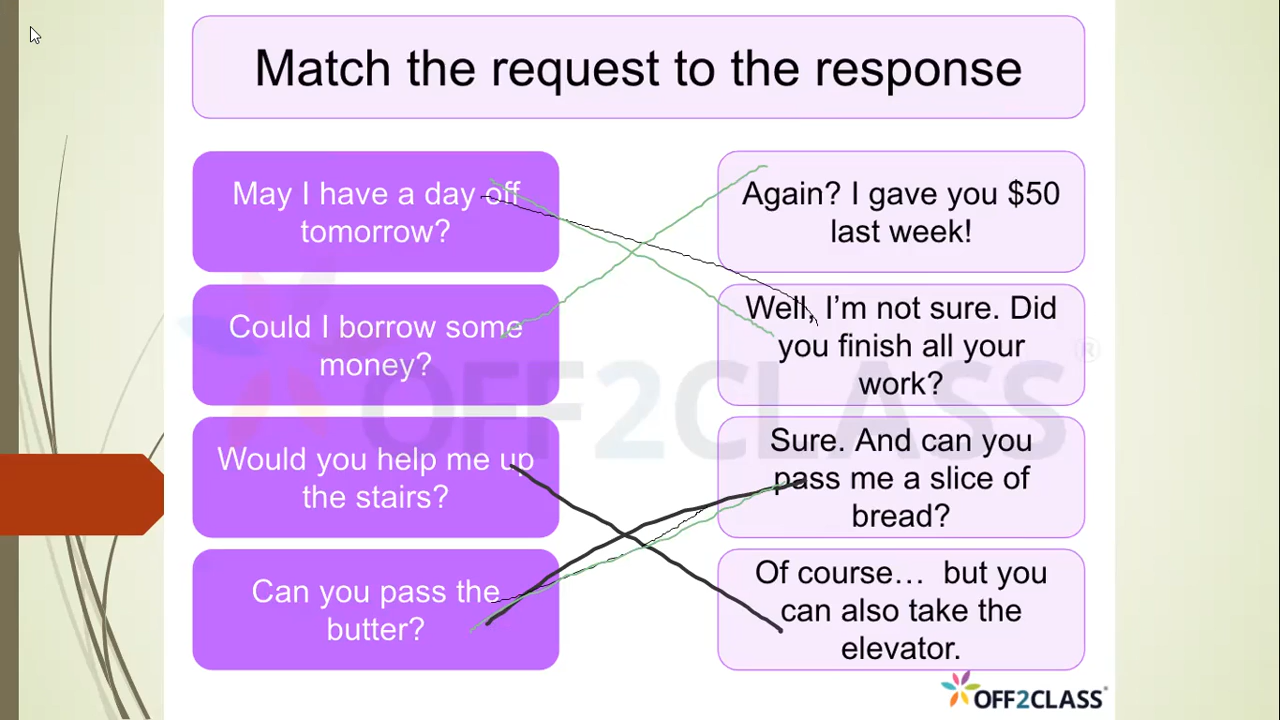 Match the request to the response
May I have a day off
tomorrow?
Again? I gave you $50
last week!
Could I borrow some
money?
Well, I'm not sure. Did
you finish all your
work?
Would you help me up
the stairs?
Sure. And can you
pass me a slice of
bread?
Can you pass the
butter?
Of course… but you
can also take the
elevator.
OFF2CLASS®
OFF2CLASS®